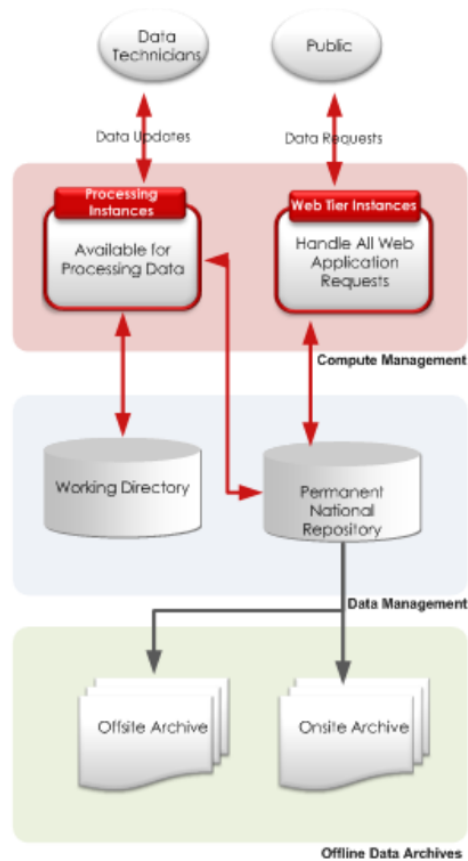 Data
Technicians
Public
Data Updates
Data Requests
Processing
Instances
Available for
Processing Data
Web Tier Instances
Handle All Web
Application
Requests
Compute Management
Working Directory
Permanent
National
Repository
Data Management
Offsite Archive
Onsite Archive
Offline Data Archives